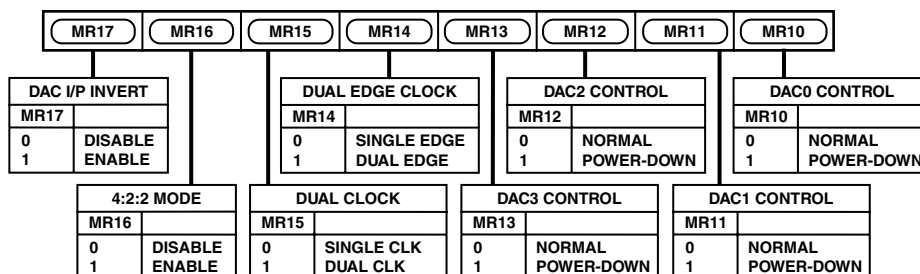 MR17 MR16 MR15 MR14 MR13 MR12 MR11 MR10
DAC I/P INVERT
MR17
0 DISABLE
1 ENABLE
DUAL EDGE CLOCK
MR14
0 SINGLE EDGE
1 DUAL EDGE
DAC2 CONTROL
MR12
0 NORMAL
1 POWER-DOWN
DAC0 CONTROL
MR10
0 NORMAL
1 POWER-DOWN
4:2:2 MODE
MR16
0 DISABLE
1 ENABLE
DUAL CLOCK
MR15
0 SINGLE CLK
1 DUAL CLK
DAC3 CONTROL
MR13
0 NORMAL
1 POWER-DOWN
DAC1 CONTROL
MR11
0 NORMAL
1 POWER-DOWN